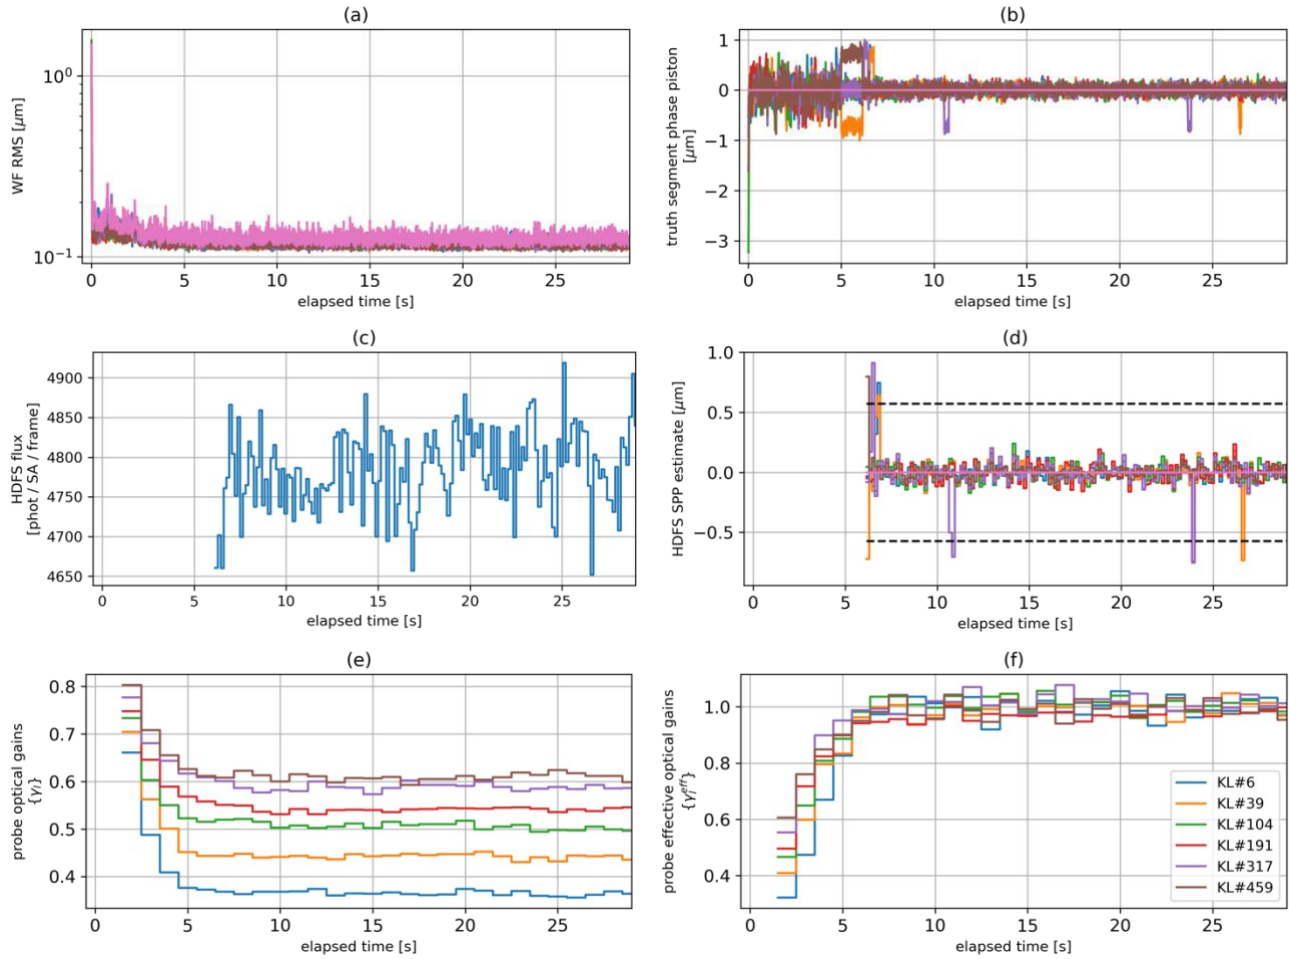 (a)
WF RMS [μm]
10⁰
10⁻¹
0 5 10 15 20 25
elapsed time [s]
(b)
truth segment phase piston
[μm]
1
0
−1
−2
−3
0 5 10 15 20 25
elapsed time [s]
(c)
HDFS flux
[phot / SA / frame]
4900
4850
4800
4750
4700
4650
0 5 10 15 20 25
elapsed time [s]
(d)
HDFS SPP estimate [μm]
1.0
0.5
0.0
−0.5
0 5 10 15 20 25
elapsed time [s]
(e)
probe optical gains
{γᵢ}
0.8
0.7
0.6
0.5
0.4
0 5 10 15 20 25
elapsed time [s]
(f)
probe effective optical gains
{γᵢᵉᶠᶠ}
1.0
0.8
0.6
0.4
KL#6
KL#39
KL#104
KL#191
KL#317
KL#459
0 5 10 15 20 25
elapsed time [s]